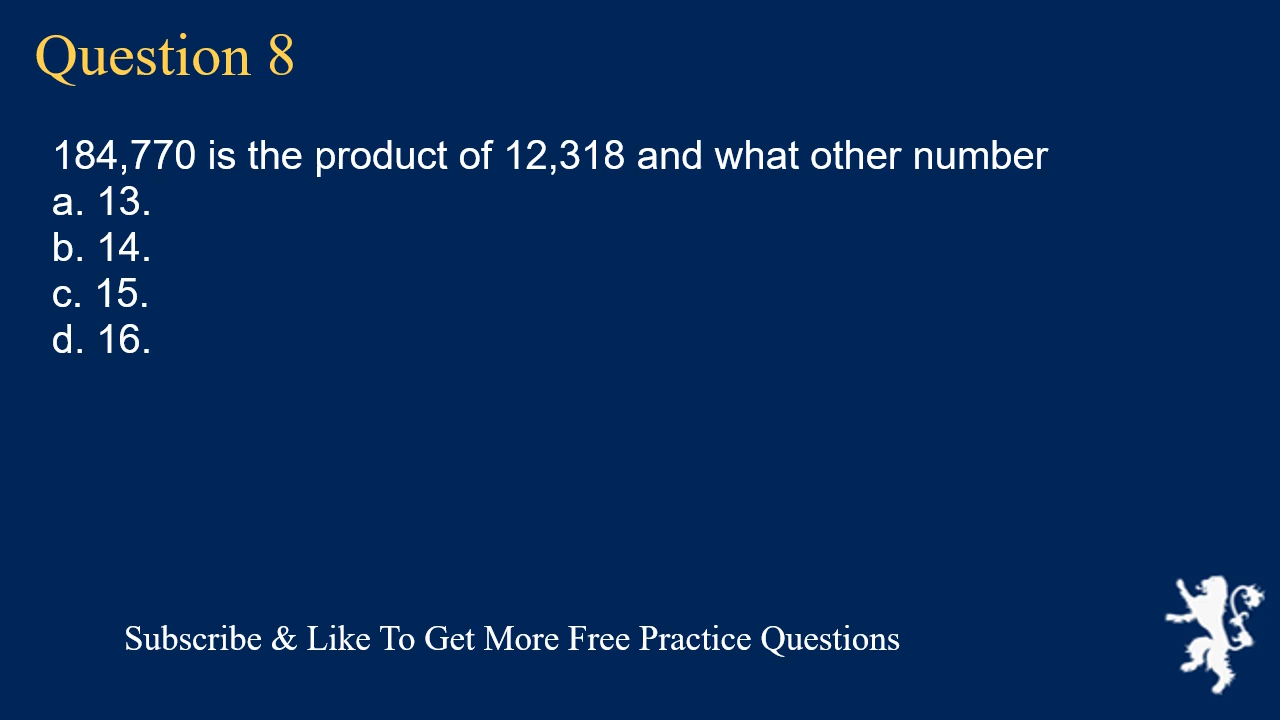 Question 8
184,770 is the product of 12,318 and what other number
a. 13.
b. 14.
c. 15.
d. 16.
Subscribe & Like To Get More Free Practice Questions